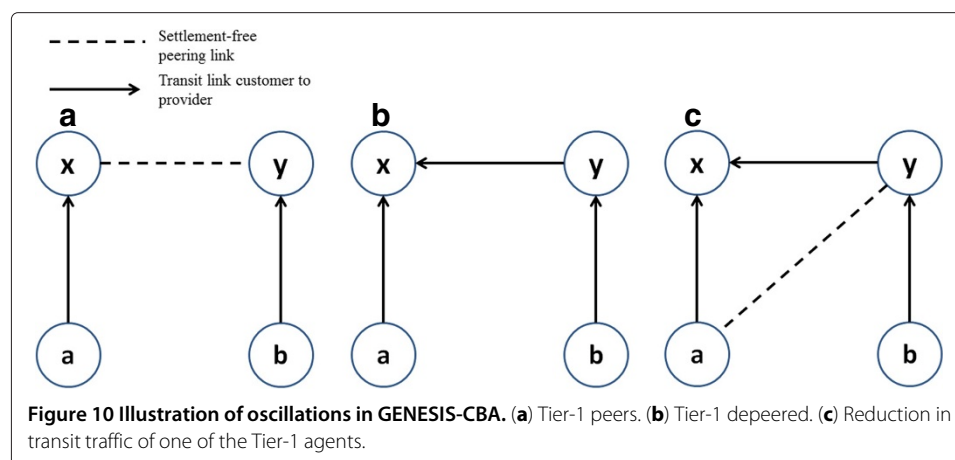 Settlement-free
peering link
Transit link customer to
provider
a b c
x y x y x y
a b a b a b
Figure 10 Illustration of oscillations in GENESIS-CBA. (a) Tier-1 peers. (b) Tier-1 depeered. (c) Reduction in
transit traffic of one of the Tier-1 agents.